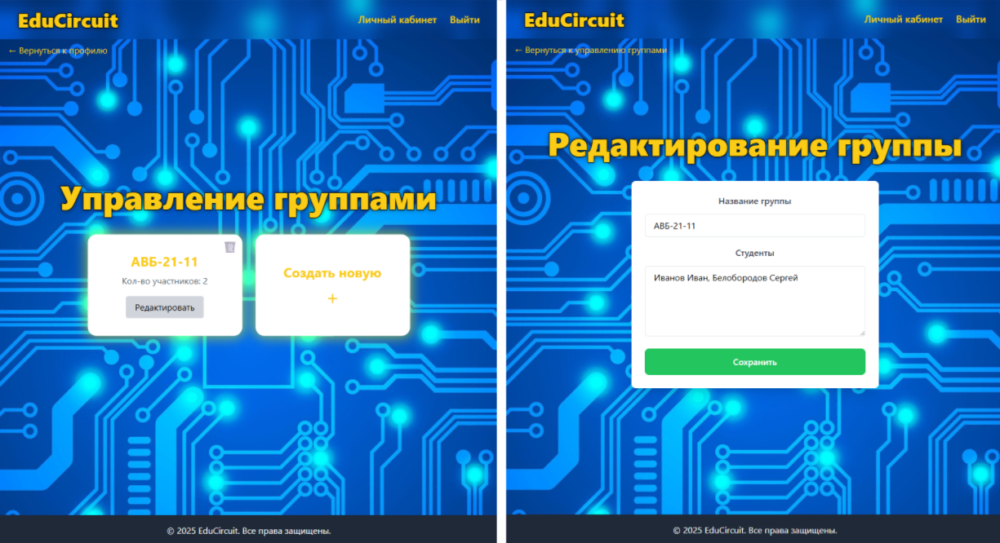 EduCircuit
Личный кабинет Выйти
← Вернуться к профилю
Управление группами
АВБ-21-11
Кол-во участников: 2
Редактировать
Создать новую
+
© 2025 EduCircuit. Все права защищены.
EduCircuit
Личный кабинет Выйти
← Вернуться к управлению группами
Редактирование группы
Название группы
АВБ-21-11
Студенты
Иванов Иван, Белобородов Сергей
Сохранить
© 2025 EduCircuit. Все права защищены.